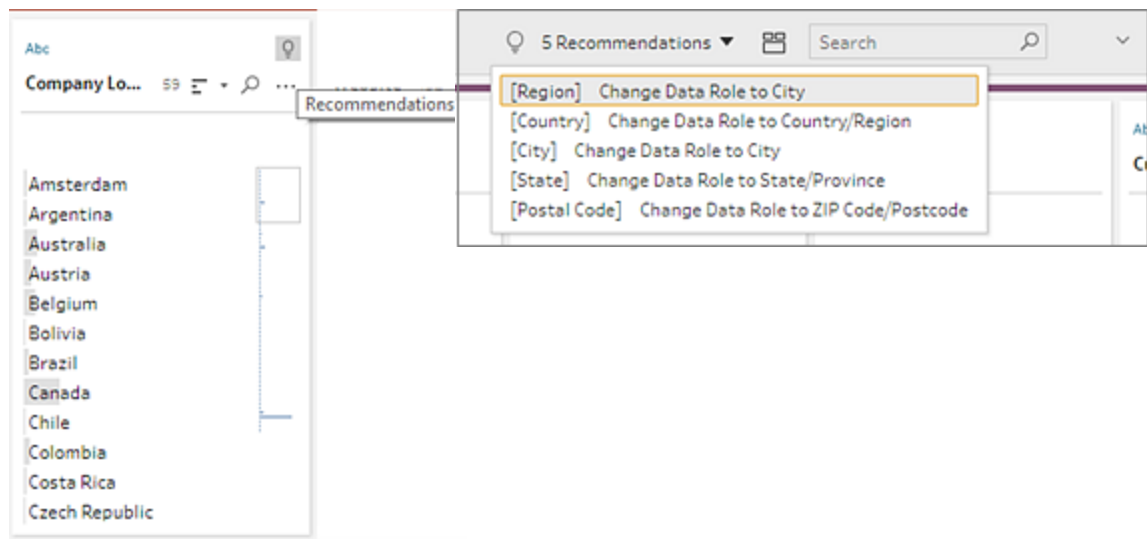 Abc
Company Lo... 59 ...
Recommendations
Amsterdam
Argentina
Australia
Austria
Belgium
Bolivia
Brazil
Canada
Chile
Colombia
Costa Rica
Czech Republic
5 Recommendations
Search
[Region] Change Data Role to City
[Country] Change Data Role to Country/Region
[City] Change Data Role to City
[State] Change Data Role to State/Province
[Postal Code] Change Data Role to ZIP Code/Postcode